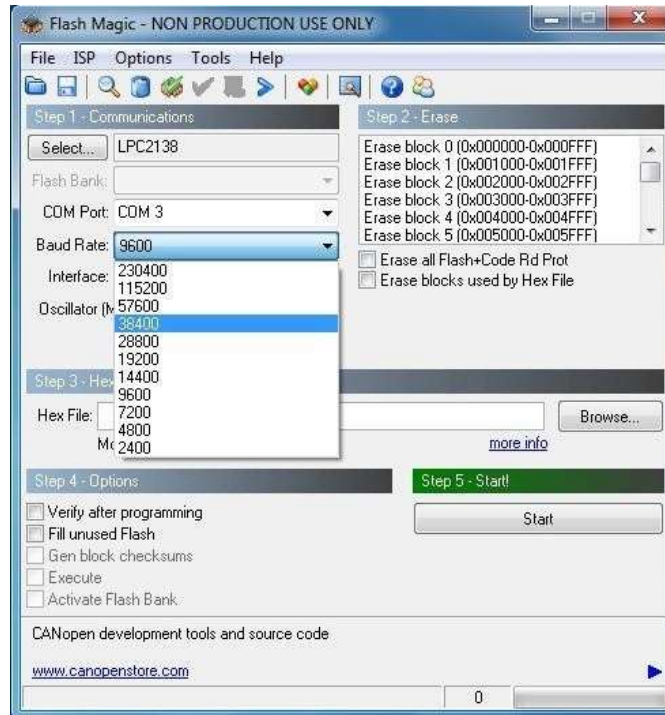 Flash Magic - NON PRODUCTION USE ONLY
File ISP Options Tools Help
Step 1 - Communications
Select... LPC2138
Flash Bank:
COM Port: COM 3
Baud Rate: 9600
230400
115200
57600
38400
28800
19200
14400
9600
7200
4800
2400
Interface:
Oscillator (M
Step 2 - Erase
Erase block 0 (0x000000-0x000FFF)
Erase block 1 (0x001000-0x001FFF)
Erase block 2 (0x002000-0x002FFF)
Erase block 3 (0x003000-0x003FFF)
Erase block 4 (0x004000-0x004FFF)
Erase block 5 (0x005000-0x005FFF)
Erase all Flash+Code Rd Prot
Erase blocks used by Hex File
Step 3 - Hex
Hex File: Browse...
more info
Step 4 - Options
Verify after programming
Fill unused Flash
Gen block checksums
Execute
Activate Flash Bank
Step 5 - Start!
Start
CANopen development tools and source code
www.canopenstore.com
0